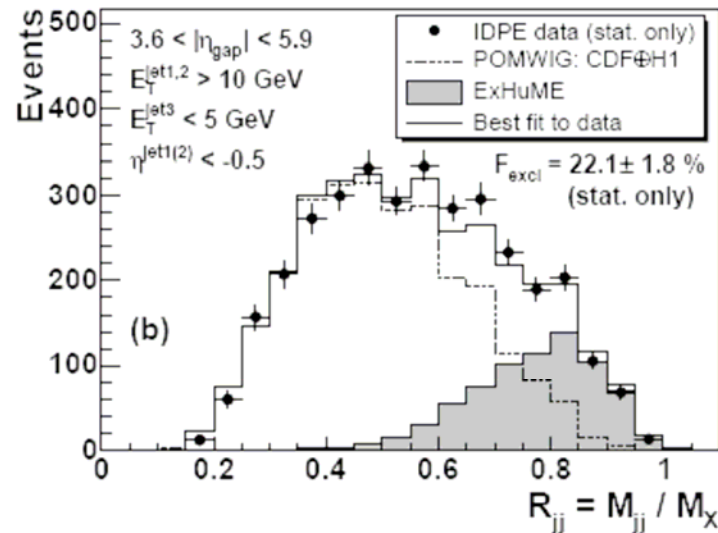 Events
500
400
300
200
100
0
3.6 < |η_gap| < 5.9
E_T^jet1,2 > 10 GeV
E_T^jet3 < 5 GeV
η^jet1(2) < -0.5
IDPE data (stat. only)
POMWIG: CDF⊕H1
ExHuME
Best fit to data
F_excl = 22.1 ± 1.8 %
(stat. only)
(b)
0 0.2 0.4 0.6 0.8 1
R_jj = M_jj / M_X